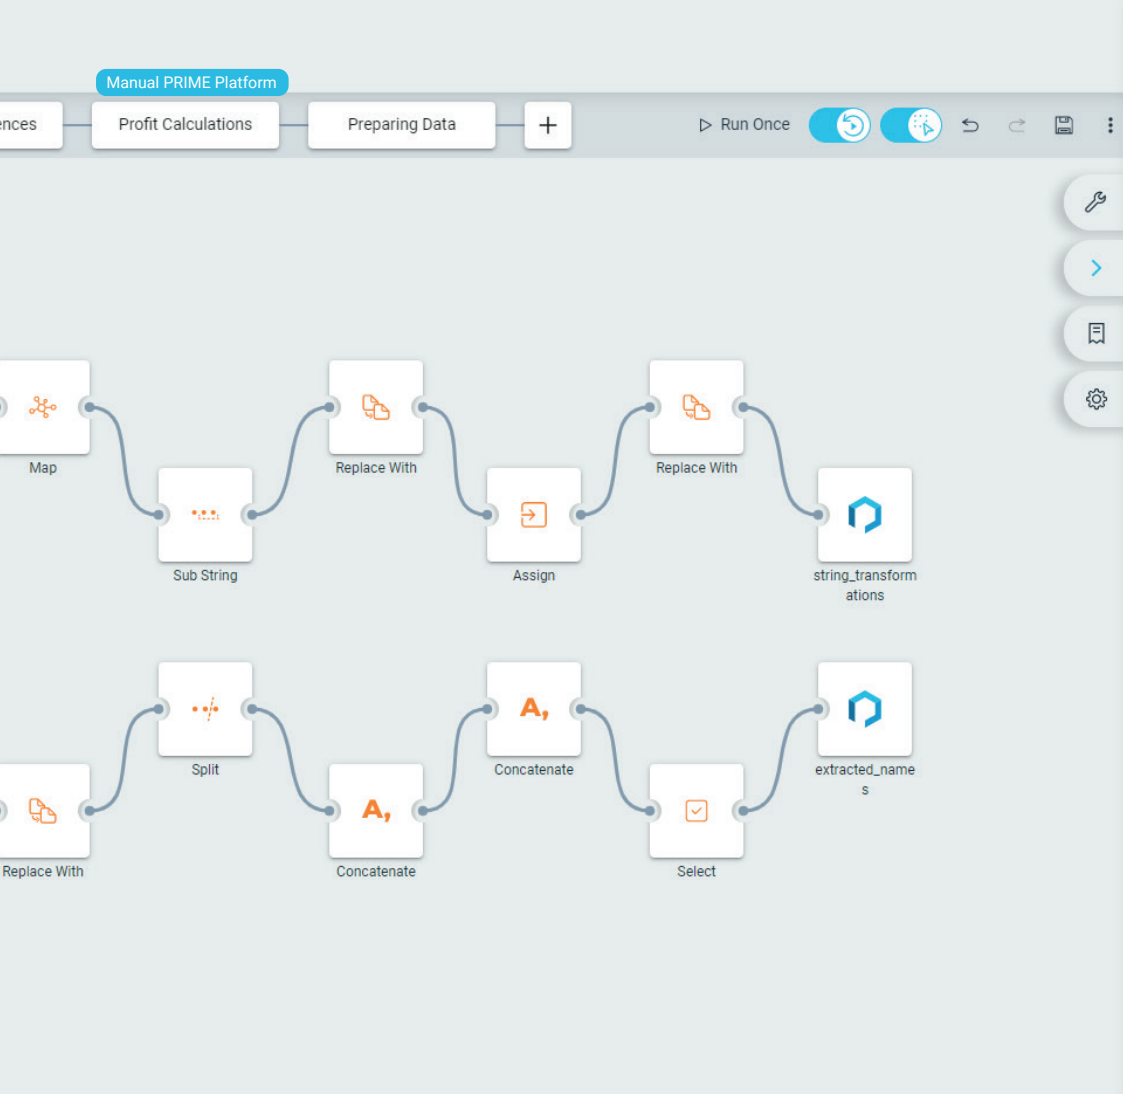 Manual PRIME Platform
ences
Profit Calculations
Preparing Data
Run Once
Map
Replace With
Replace With
Sub String
Assign
string_transform
ations
Split
Concatenate
extracted_name
s
Replace With
Concatenate
Select